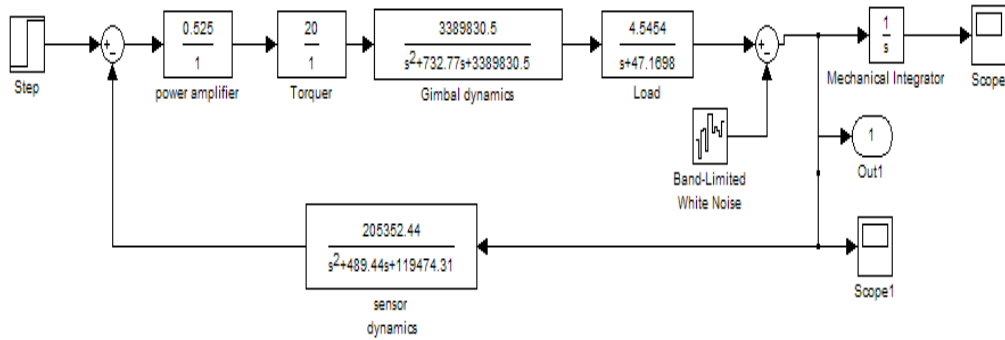 Step
0.525
1
power amplifier
20
1
Torquer
3389830.5
s2+732.77s+3389830.5
Gimbal dynamics
4.5454
s+47.1698
Load
1
s
Mechanical Integrator
Scope
Band-Limited
White Noise
1
Out1
205352.44
s2+489.44s+119474.31
sensor
dynamics
Scope1